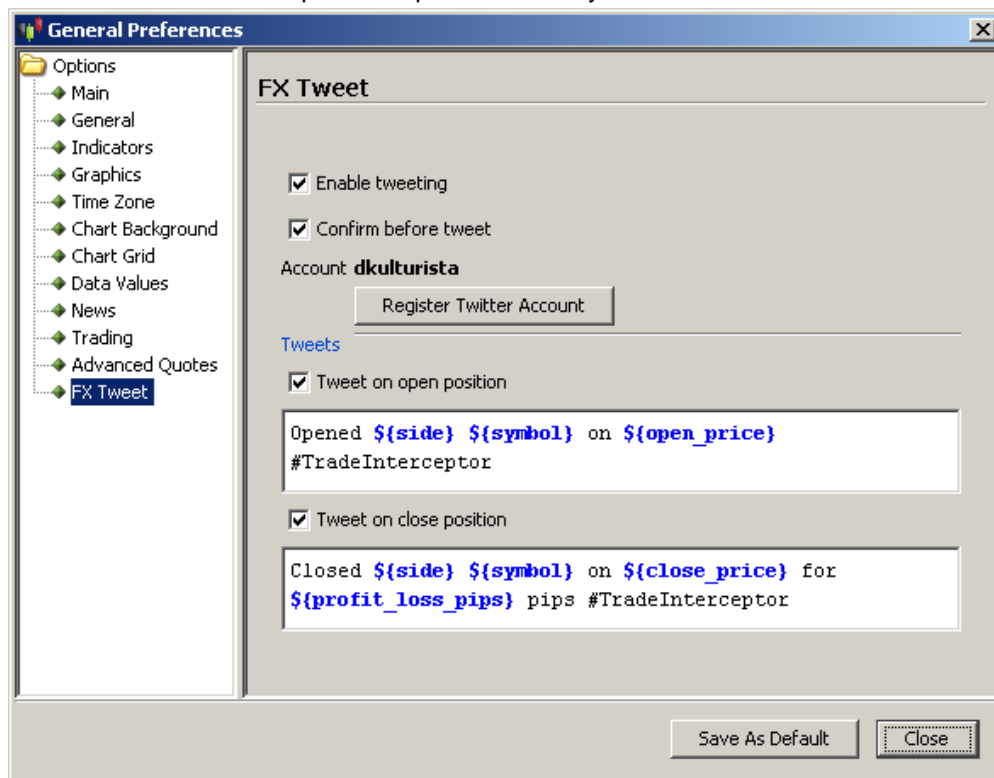 General Preferences
Options
Main
General
Indicators
Graphics
Time Zone
Chart Background
Chart Grid
Data Values
News
Trading
Advanced Quotes
FX Tweet
FX Tweet
Enable tweeting
Confirm before tweet
Account dkulturista
Register Twitter Account
Tweets
Tweet on open position
Opened ${side} ${symbol} on ${open_price}
#TradeInterceptor
Tweet on close position
Closed ${side} ${symbol} on ${close_price} for
${profit_loss_pips} pips #TradeInterceptor
Save As Default
Close